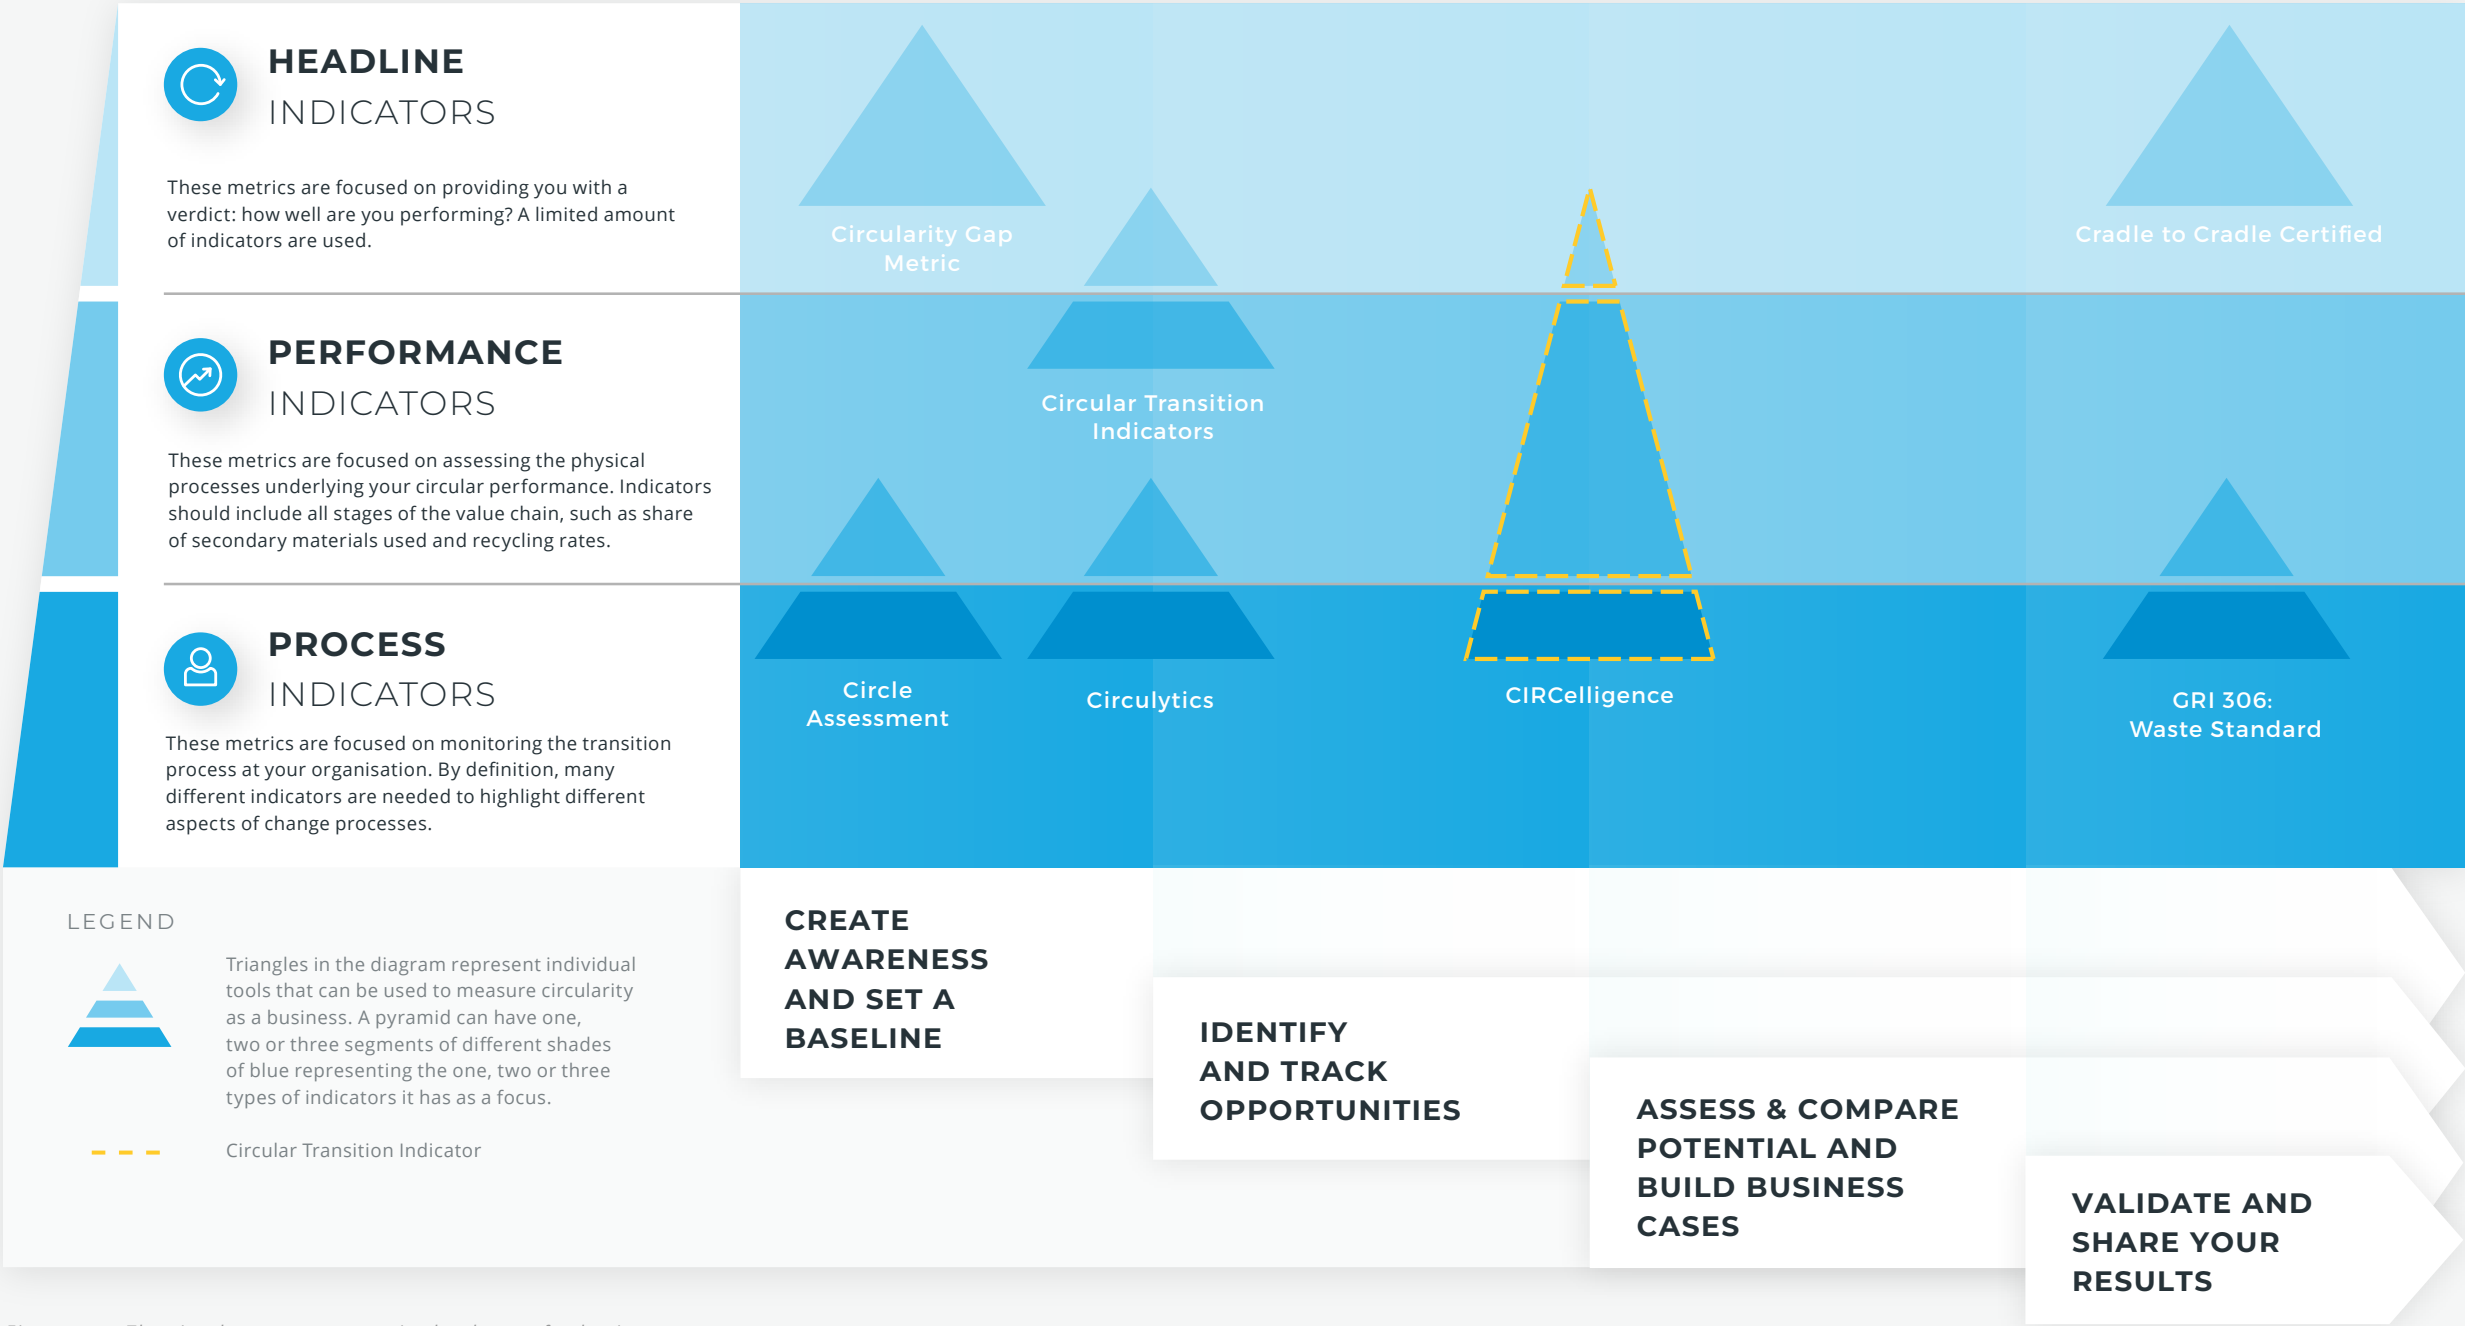 HEADLINE
INDICATORS
These metrics are focused on providing you with a
verdict: how well are you performing? A limited amount
of indicators are used.
PERFORMANCE
INDICATORS
These metrics are focused on assessing the physical
processes underlying your circular performance. Indicators
should include all stages of the value chain, such as share
of secondary materials used and recycling rates.
PROCESS
INDICATORS
These metrics are focused on monitoring the transition
process at your organisation. By definition, many
different indicators are needed to highlight different
aspects of change processes.
Circularity Gap
Metric
Cradle to Cradle Certified
Circular Transition
Indicators
Circle
Assessment
Circulytics
CIRCelligence
GRI 306:
Waste Standard
LEGEND
Triangles in the diagram represent individual
tools that can be used to measure circularity
as a business. A pyramid can have one,
two or three segments of different shades
of blue representing the one, two or three
types of indicators it has as a focus.
Circular Transition Indicator
CREATE
AWARENESS
AND SET A
BASELINE
IDENTIFY
AND TRACK
OPPORTUNITIES
ASSESS & COMPARE
POTENTIAL AND
BUILD BUSINESS
CASES
VALIDATE AND
SHARE YOUR
RESULTS